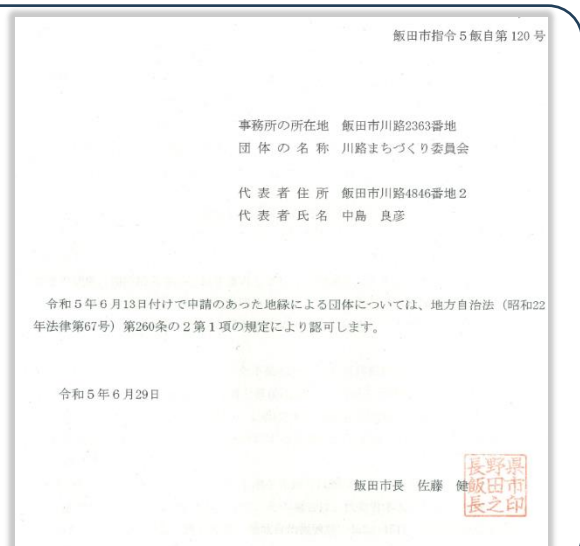 飯田市指令５飯自第 120 号
事務所の所在地 飯田市川路2363番地
団 体 の 名 称 川路まちづくり委員会
代 表 者 住 所 飯田市川路4846番地２
代 表 者 氏 名 中島 良彦
令和５年６月13日付けで申請のあった地縁による団体については、地方自治法（昭和22
年法律第67号）第260条の２第１項の規定により認可します。
令和５年６月29日
飯田市長 佐藤 健
長野県
飯田市
長之印